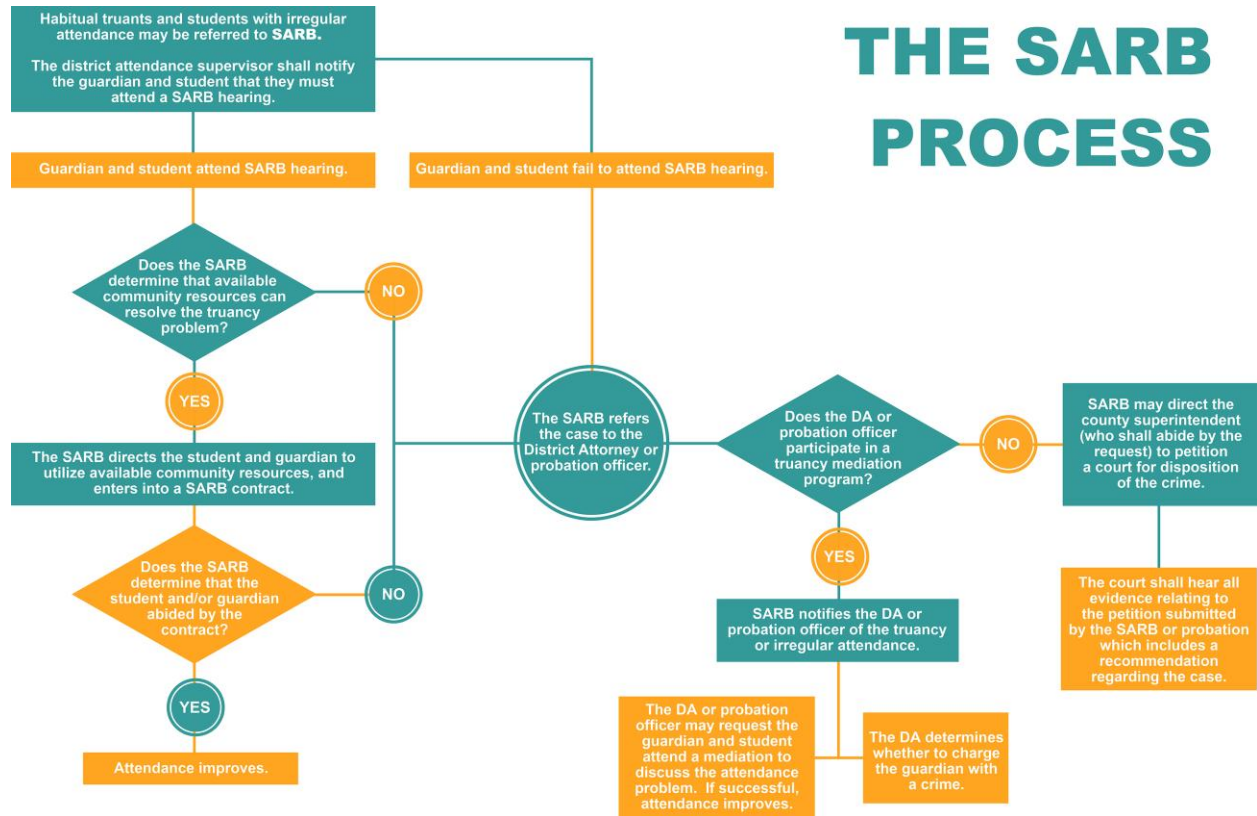 THE SARB
PROCESS
Habitual truants and students with irregular
attendance may be referred to SARB.
The district attendance supervisor shall notify
the guardian and student that they must
attend a SARB hearing.
Guardian and student attend SARB hearing.
Guardian and student fail to attend SARB hearing.
Does the SARB
determine that available
community resources can
resolve the truancy
problem?
NO
YES
The SARB directs the student and guardian to
utilize available community resources, and
enters into a SARB contract.
Does the SARB
determine that the
student and/or guardian
abided by the
contract?
NO
YES
Attendance improves.
The SARB refers
the case to the
District Attorney or
probation officer.
Does the DA or
probation officer
participate in a
truancy mediation
program?
NO
SARB may direct the
county superintendent
(who shall abide by the
request) to petition
a court for disposition
of the crime.
The court shall hear all
evidence relating to
the petition submitted
by the SARB or probation
which includes a
recommendation
regarding the case.
YES
SARB notifies the DA or
probation officer of the truancy
or irregular attendance.
The DA or probation
officer may request the
guardian and student
attend a mediation to
discuss the attendance
problem. If successful,
attendance improves.
The DA determines
whether to charge
the guardian with
a crime.